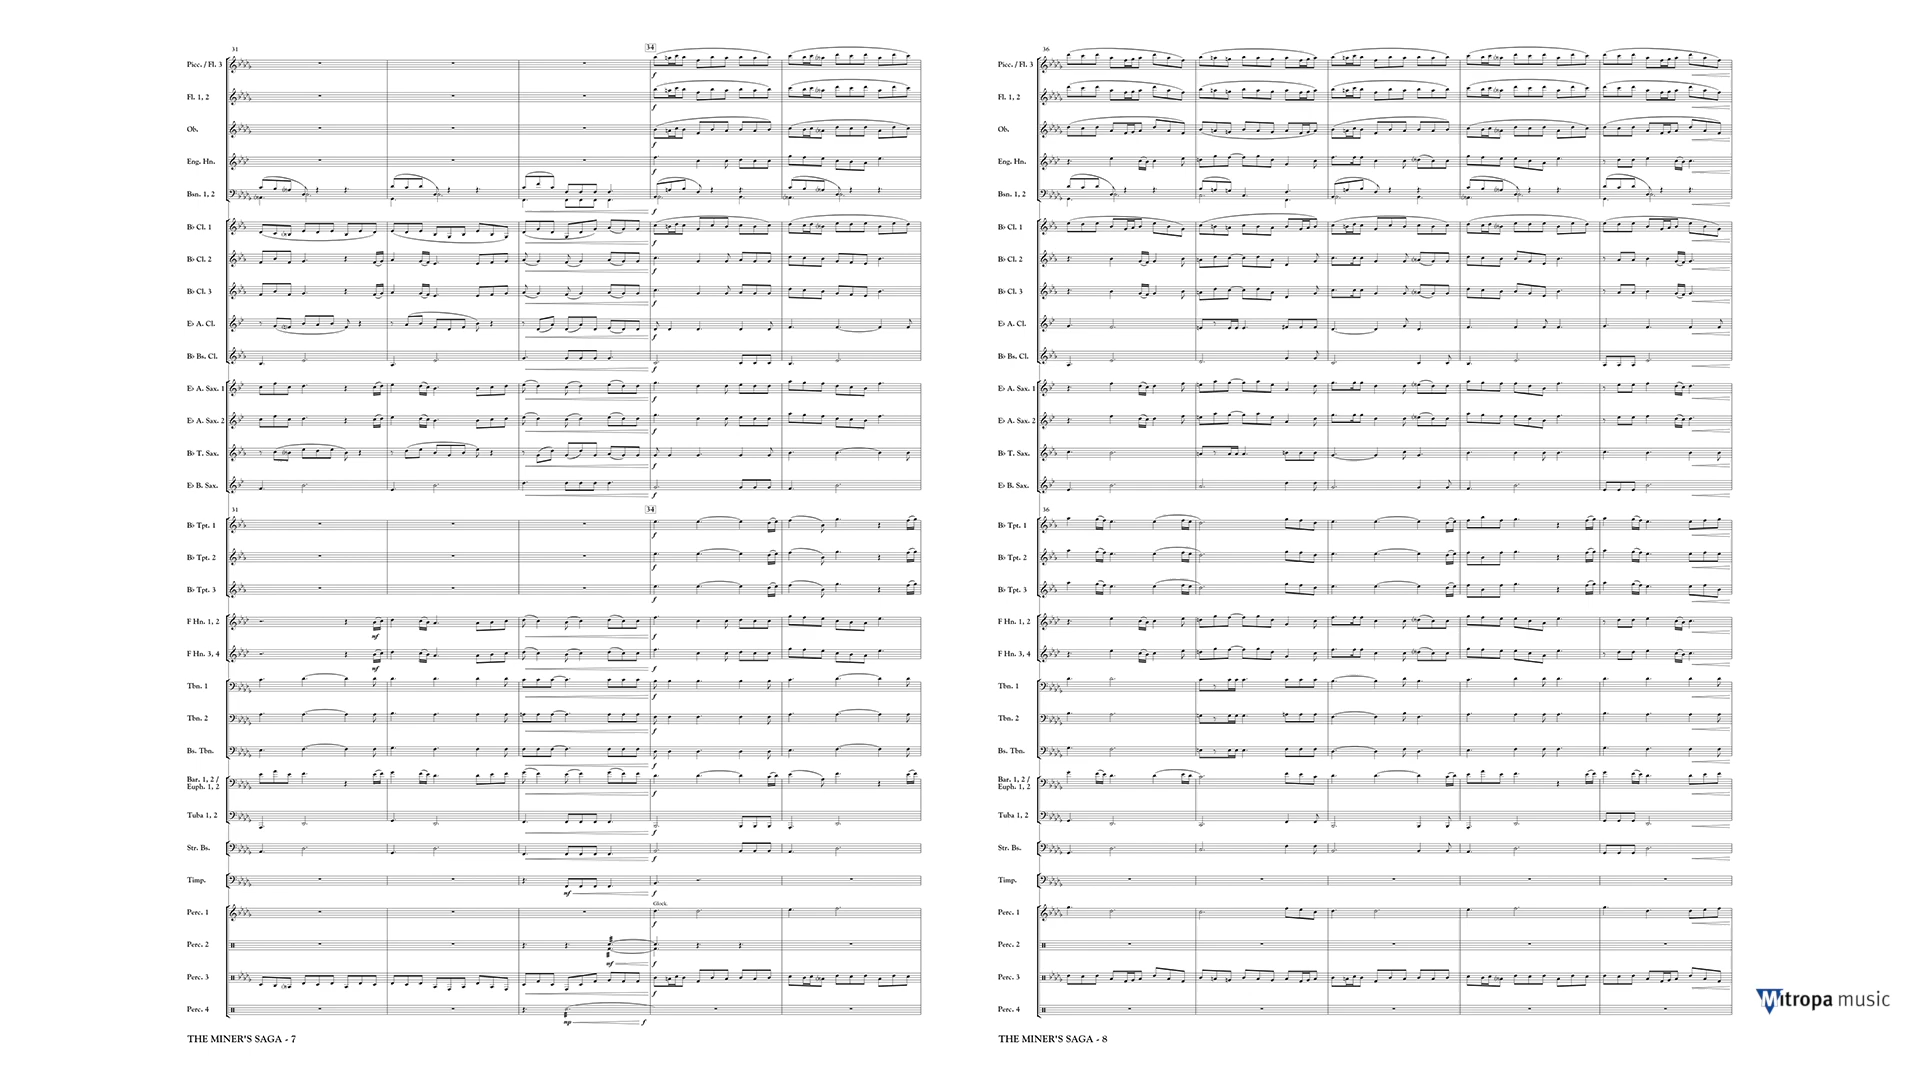 31
34
Picc. / Fl. 3
f
Fl. 1, 2
f
Ob.
f
Eng. Hn.
f
Bsn. 1, 2
f
B♭ Cl. 1
f
B♭ Cl. 2
f
B♭ Cl. 3
f
E♭ A. Cl.
f
B♭ Bs. Cl.
f
E♭ A. Sax. 1
f
E♭ A. Sax. 2
f
B♭ T. Sax.
f
E♭ B. Sax.
f
31
34
B♭ Tpt. 1
f
B♭ Tpt. 2
f
B♭ Tpt. 3
f
F Hn. 1, 2
mf
f
F Hn. 3, 4
mf
f
Tbn. 1
f
Tbn. 2
f
Bs. Tbn.
f
Bar. 1, 2 /
Euph. 1, 2
f
Tuba 1, 2
f
Str. Bs.
f
Timp.
mf
f
Glock.
Perc. 1
f
Perc. 2
mf
f
Perc. 3
f
Perc. 4
mp
f
THE MINER'S SAGA - 7
36
Picc. / Fl. 3
Fl. 1, 2
Ob.
Eng. Hn.
Bsn. 1, 2
B♭ Cl. 1
B♭ Cl. 2
B♭ Cl. 3
E♭ A. Cl.
B♭ Bs. Cl.
E♭ A. Sax. 1
E♭ A. Sax. 2
B♭ T. Sax.
E♭ B. Sax.
36
B♭ Tpt. 1
B♭ Tpt. 2
B♭ Tpt. 3
F Hn. 1, 2
F Hn. 3, 4
Tbn. 1
Tbn. 2
Bs. Tbn.
Bar. 1, 2 /
Euph. 1, 2
Tuba 1, 2
Str. Bs.
Timp.
Perc. 1
Perc. 2
Perc. 3
Perc. 4
THE MINER'S SAGA - 8
Mitropa music